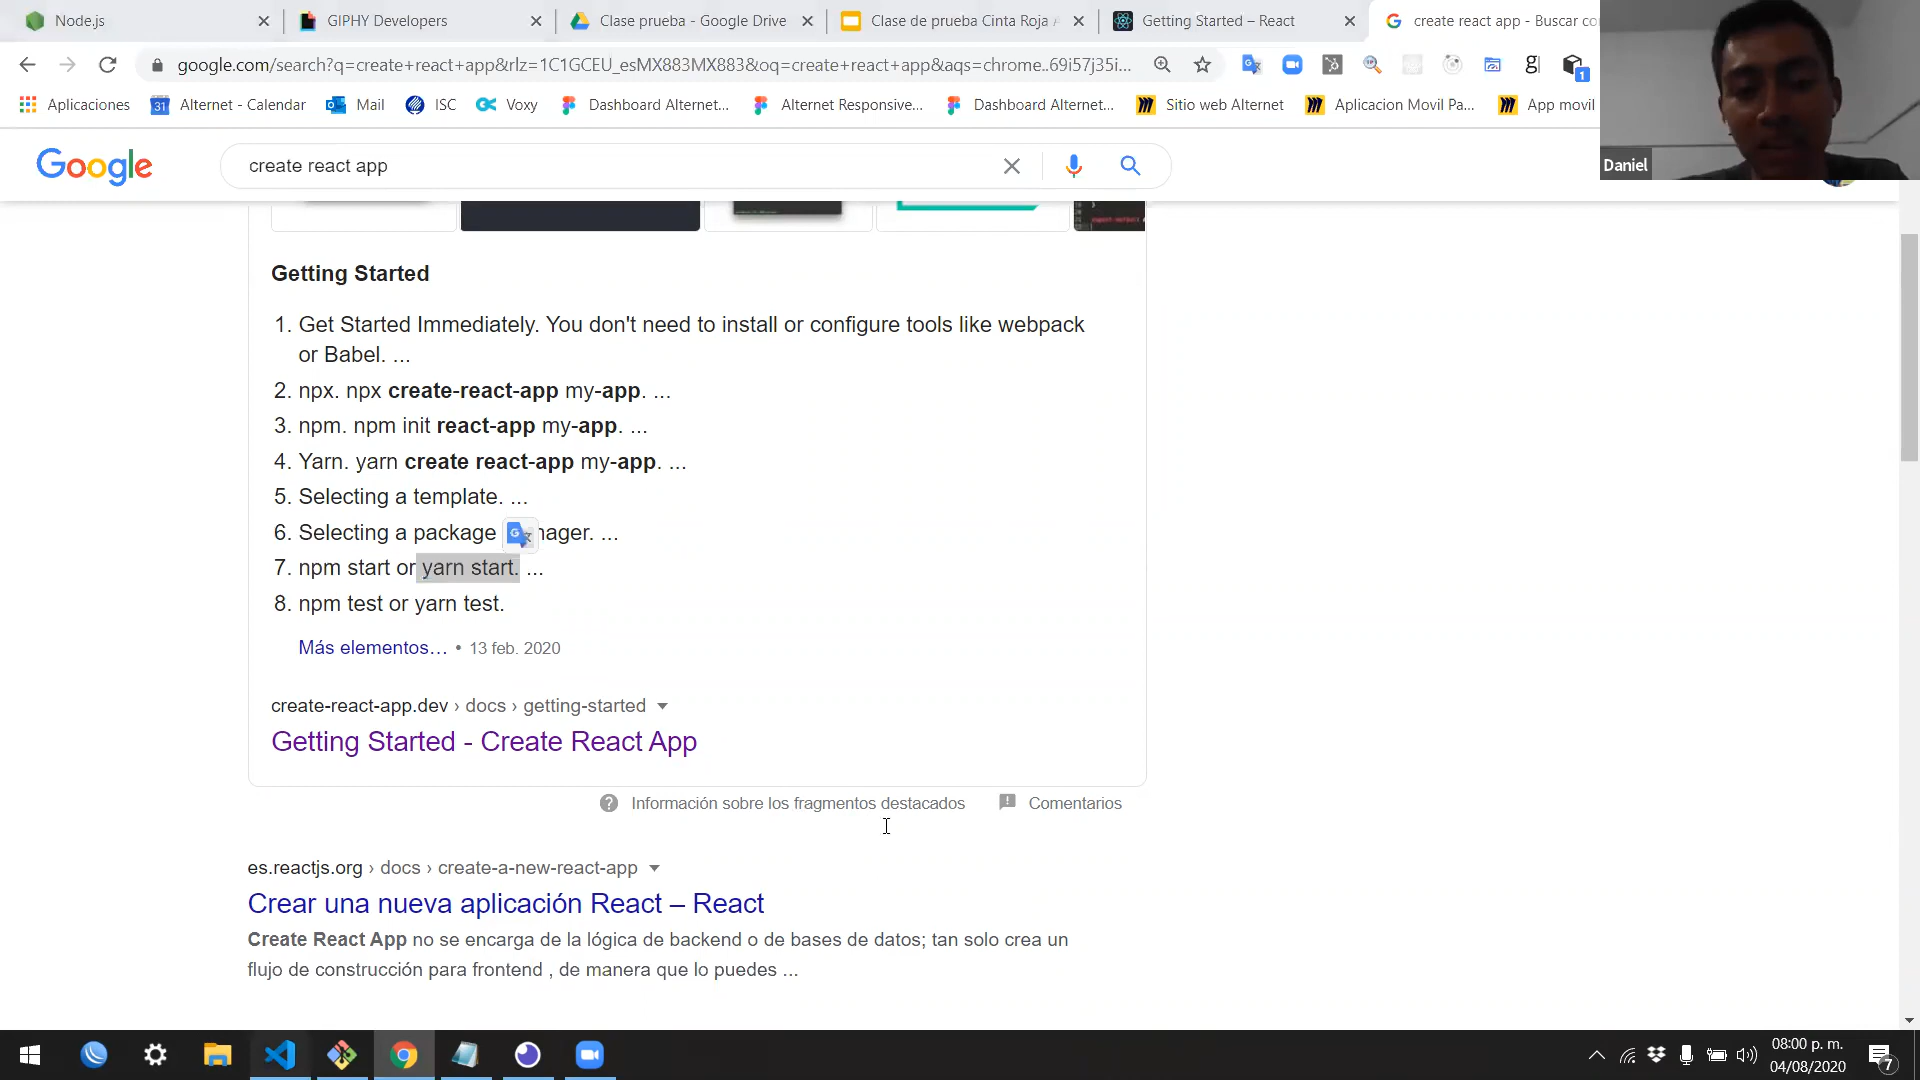 Node.js
GIPHY Developers
Clase prueba - Google Drive
Clase de prueba Cinta Roja
Getting Started – React
create react app - Buscar co
google.com/search?q=create+react+app&rlz=1C1GCEU_esMX883MX883&oq=create+react+app&aqs=chrome..69i57j35i...
Aplicaciones
31
Alternet - Calendar
Mail
ISC
Voxy
Dashboard Alternet...
Alternet Responsive...
Dashboard Alternet...
Sitio web Alternet
Aplicacion Movil Pa...
App movil
1
Daniel
Google
create react app
Getting Started
1. Get Started Immediately. You don't need to install or configure tools like webpack
or Babel. ...
2. npx. npx create-react-app my-app. ...
3. npm. npm init react-app my-app. ...
4. Yarn. yarn create react-app my-app. ...
5. Selecting a template. ...
6. Selecting a package nager. ...
7. npm start or yarn start. ...
8. npm test or yarn test.
Más elementos… • 13 feb. 2020
create-react-app.dev › docs › getting-started
Getting Started - Create React App
Información sobre los fragmentos destacados
Comentarios
es.reactjs.org › docs › create-a-new-react-app
Crear una nueva aplicación React – React
Create React App no se encarga de la lógica de backend o de bases de datos; tan solo crea un
flujo de construcción para frontend , de manera que lo puedes ...
08:00 p. m.
04/08/2020
7